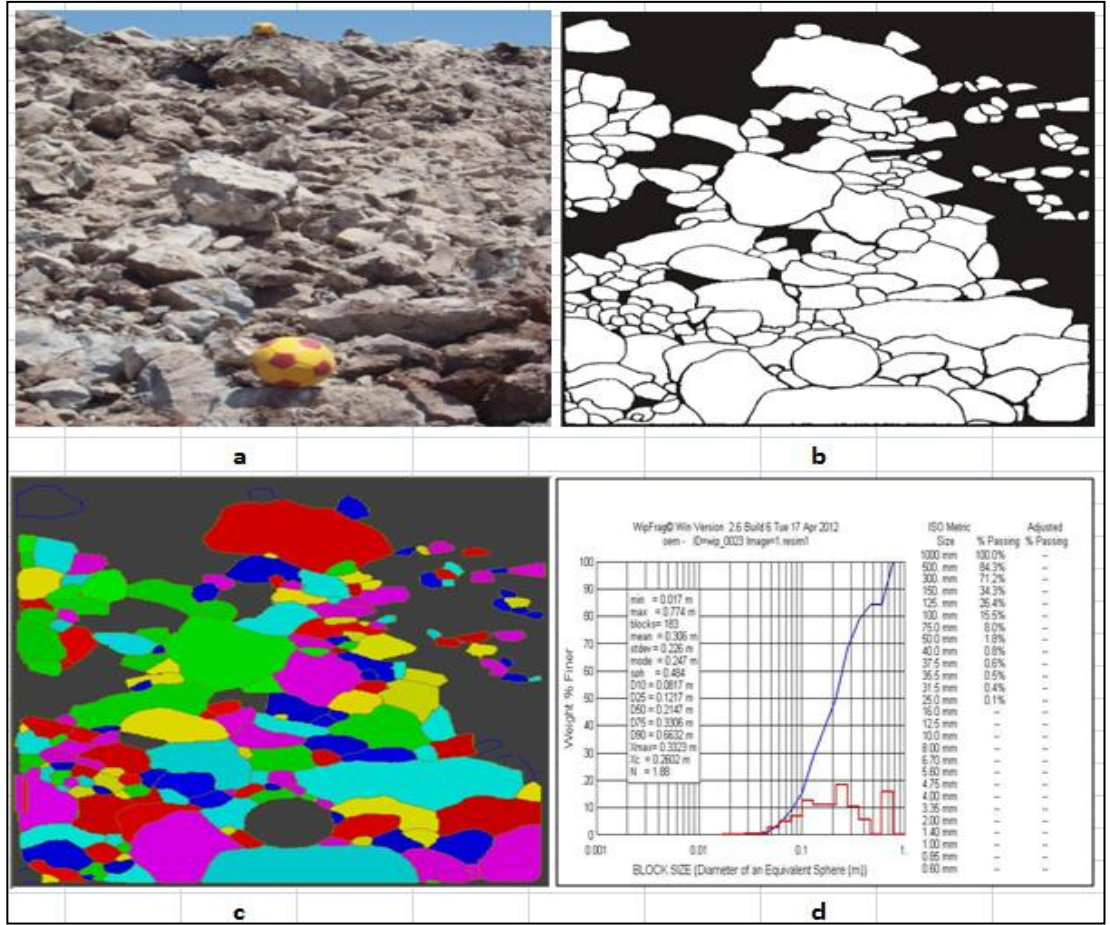 a
b
WipFrag© Win Version 2.6 Build 6 Tue 17 Apr 2012
oem - ID=wip_0023 Image=1.resim1
ISO Metric Adjusted
Size % Passing % Passing
1000 mm 100.0% --
500. mm 84.3% --
300. mm 71.2% --
150. mm 34.3% --
125. mm 26.4% --
100. mm 15.5% --
75.0 mm 8.0% --
50.0 mm 1.8% --
40.0 mm 0.8% --
37.5 mm 0.6% --
35.5 mm 0.5% --
31.5 mm 0.4% --
25.0 mm 0.1% --
16.0 mm -- --
12.5 mm -- --
10.0 mm -- --
8.00 mm -- --
6.70 mm -- --
5.60 mm -- --
4.75 mm -- --
4.00 mm -- --
3.35 mm -- --
2.00 mm -- --
1.40 mm -- --
1.00 mm -- --
0.85 mm -- --
0.60 mm -- --
Weight % Finer
100
90
80
70
60
50
40
30
20
10
0
min = 0.017 m
max = 0.774 m
blocks= 183
mean = 0.306 m
stdev = 0.226 m
mode = 0.247 m
sph = 0.484
D10 = 0.0817 m
D25 = 0.1217 m
D50 = 0.2147 m
D75 = 0.3306 m
D90 = 0.6632 m
Xmax= 0.3323 m
Xc = 0.2602 m
N = 1.88
0.001 0.01 0.1 1.
BLOCK SIZE (Diameter of an Equivalent Sphere [m])
c
d